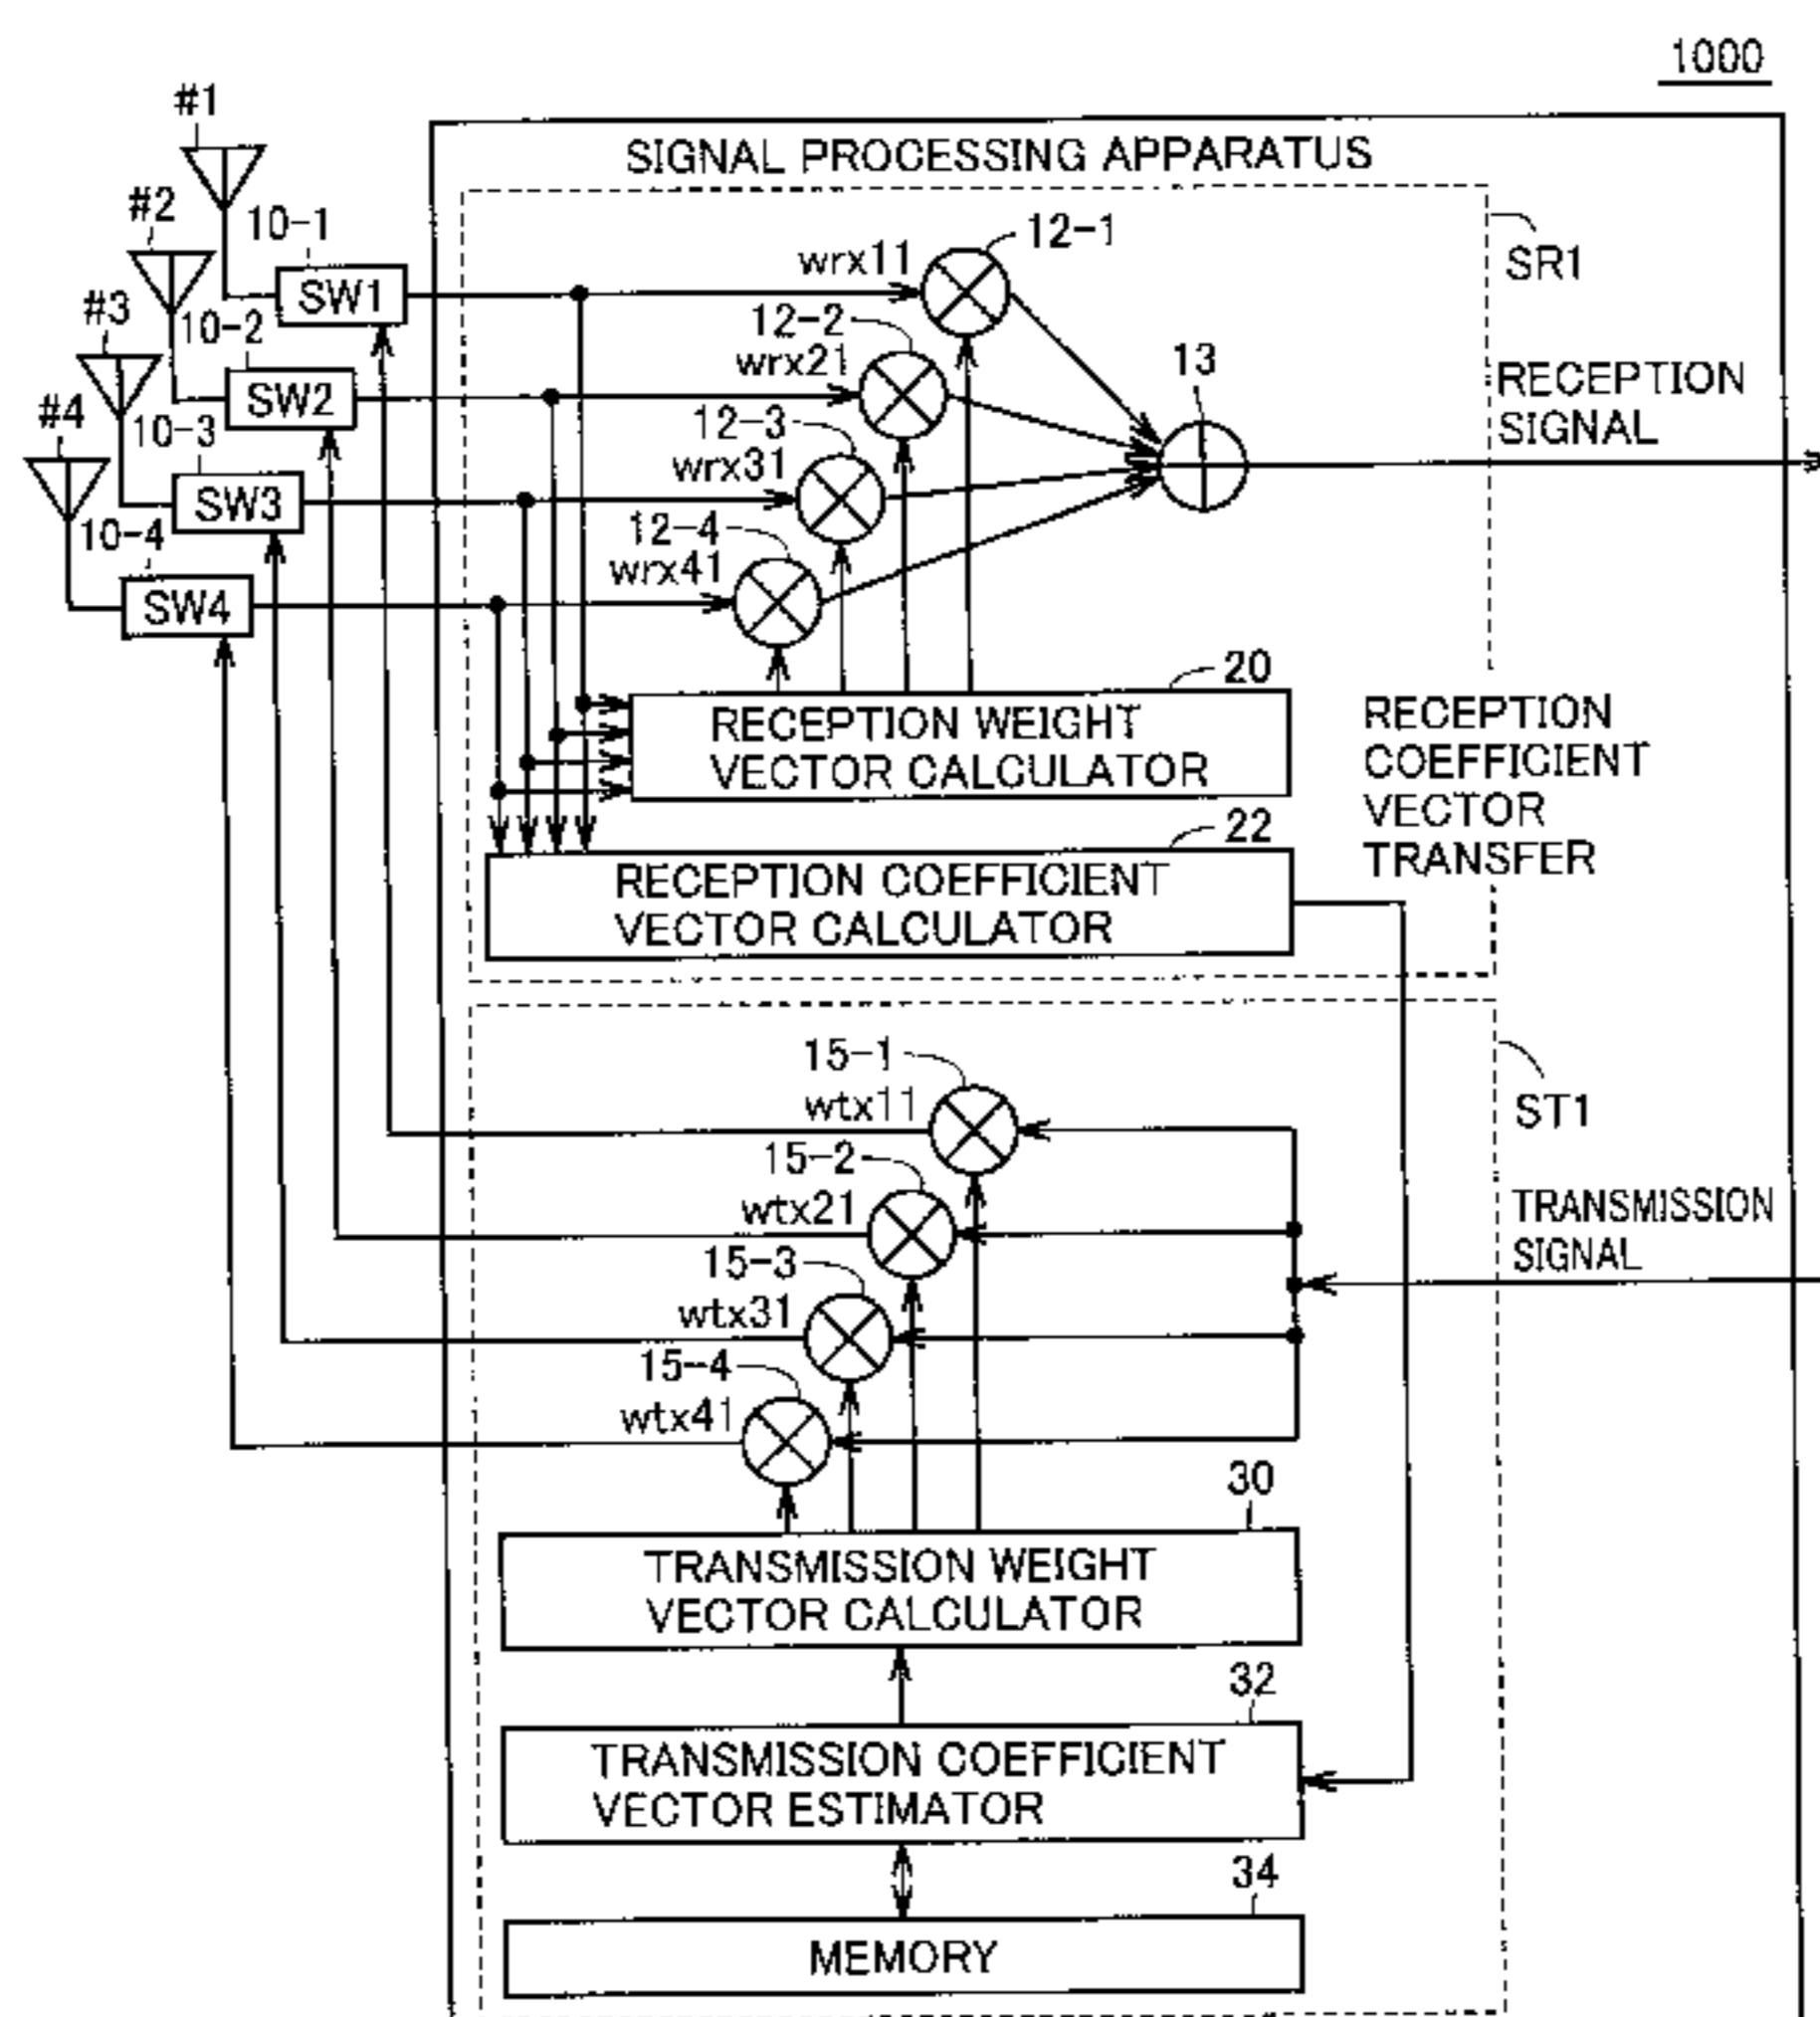 1000
#1
SIGNAL PROCESSING APPARATUS
#2
10-1
wrx11
12-1
SR1
SW1
#3
10-2
12-2
wrx21
13
RECEPTION
SIGNAL
SW2
#4
10-3
12-3
wrx31
SW3
10-4
12-4
wrx41
SW4
20
RECEPTION WEIGHT
VECTOR CALCULATOR
RECEPTION
COEFFICIENT
VECTOR
TRANSFER
22
RECEPTION COEFFICIENT
VECTOR CALCULATOR
15-1
wtx11
ST1
15-2
wtx21
TRANSMISSION
SIGNAL
15-3
wtx31
15-4
wtx41
30
TRANSMISSION WEIGHT
VECTOR CALCULATOR
32
TRANSMISSION COEFFICIENT
VECTOR ESTIMATOR
34
MEMORY